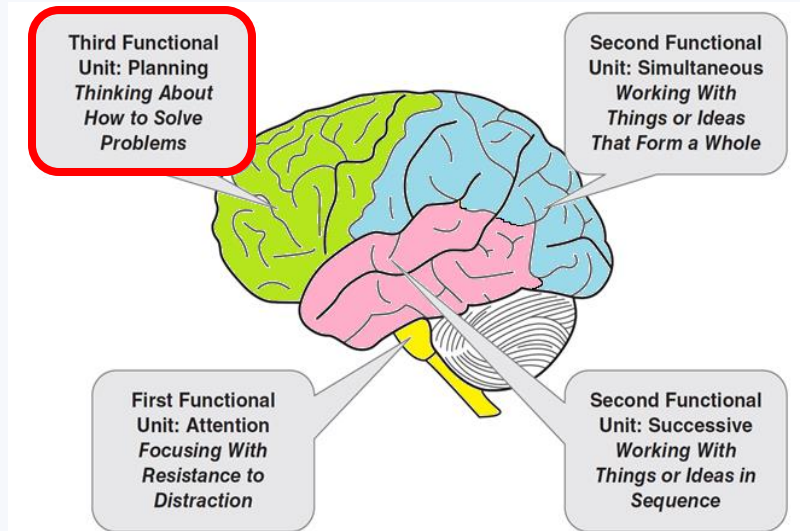 Third Functional
Unit: Planning
Thinking About
How to Solve
Problems
Second Functional
Unit: Simultaneous
Working With
Things or Ideas
That Form a Whole
First Functional
Unit: Attention
Focusing With
Resistance to
Distraction
Second Functional
Unit: Successive
Working With
Things or Ideas in
Sequence